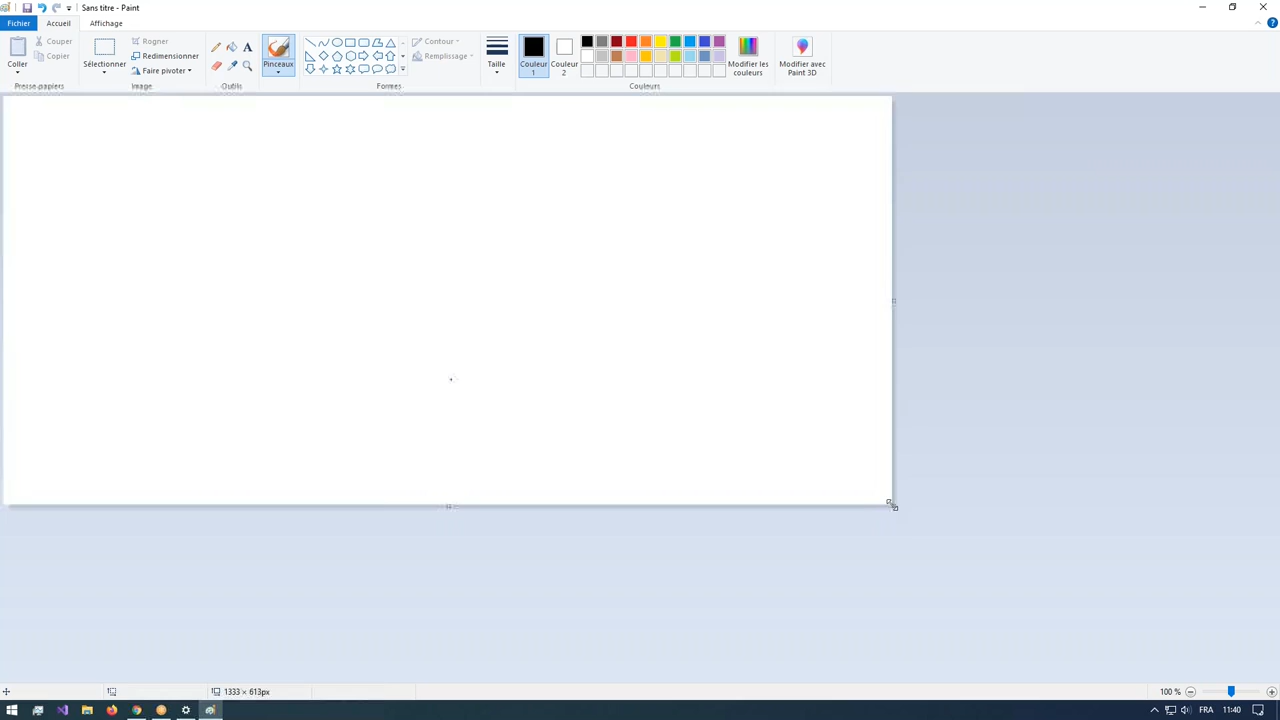 Sans titre - Paint
Fichier Accueil Affichage
Coller
Couper
Copier
Presse-papiers
Sélectionner
Rogner
Redimensionner
Faire pivoter
Image
Outils
Pinceaux
Formes
Contour
Remplissage
Taille
Couleur 1
Couleur 2
Couleurs
Modifier les couleurs
Modifier avec Paint 3D
1333 × 613px
100 %
FRA 11:40